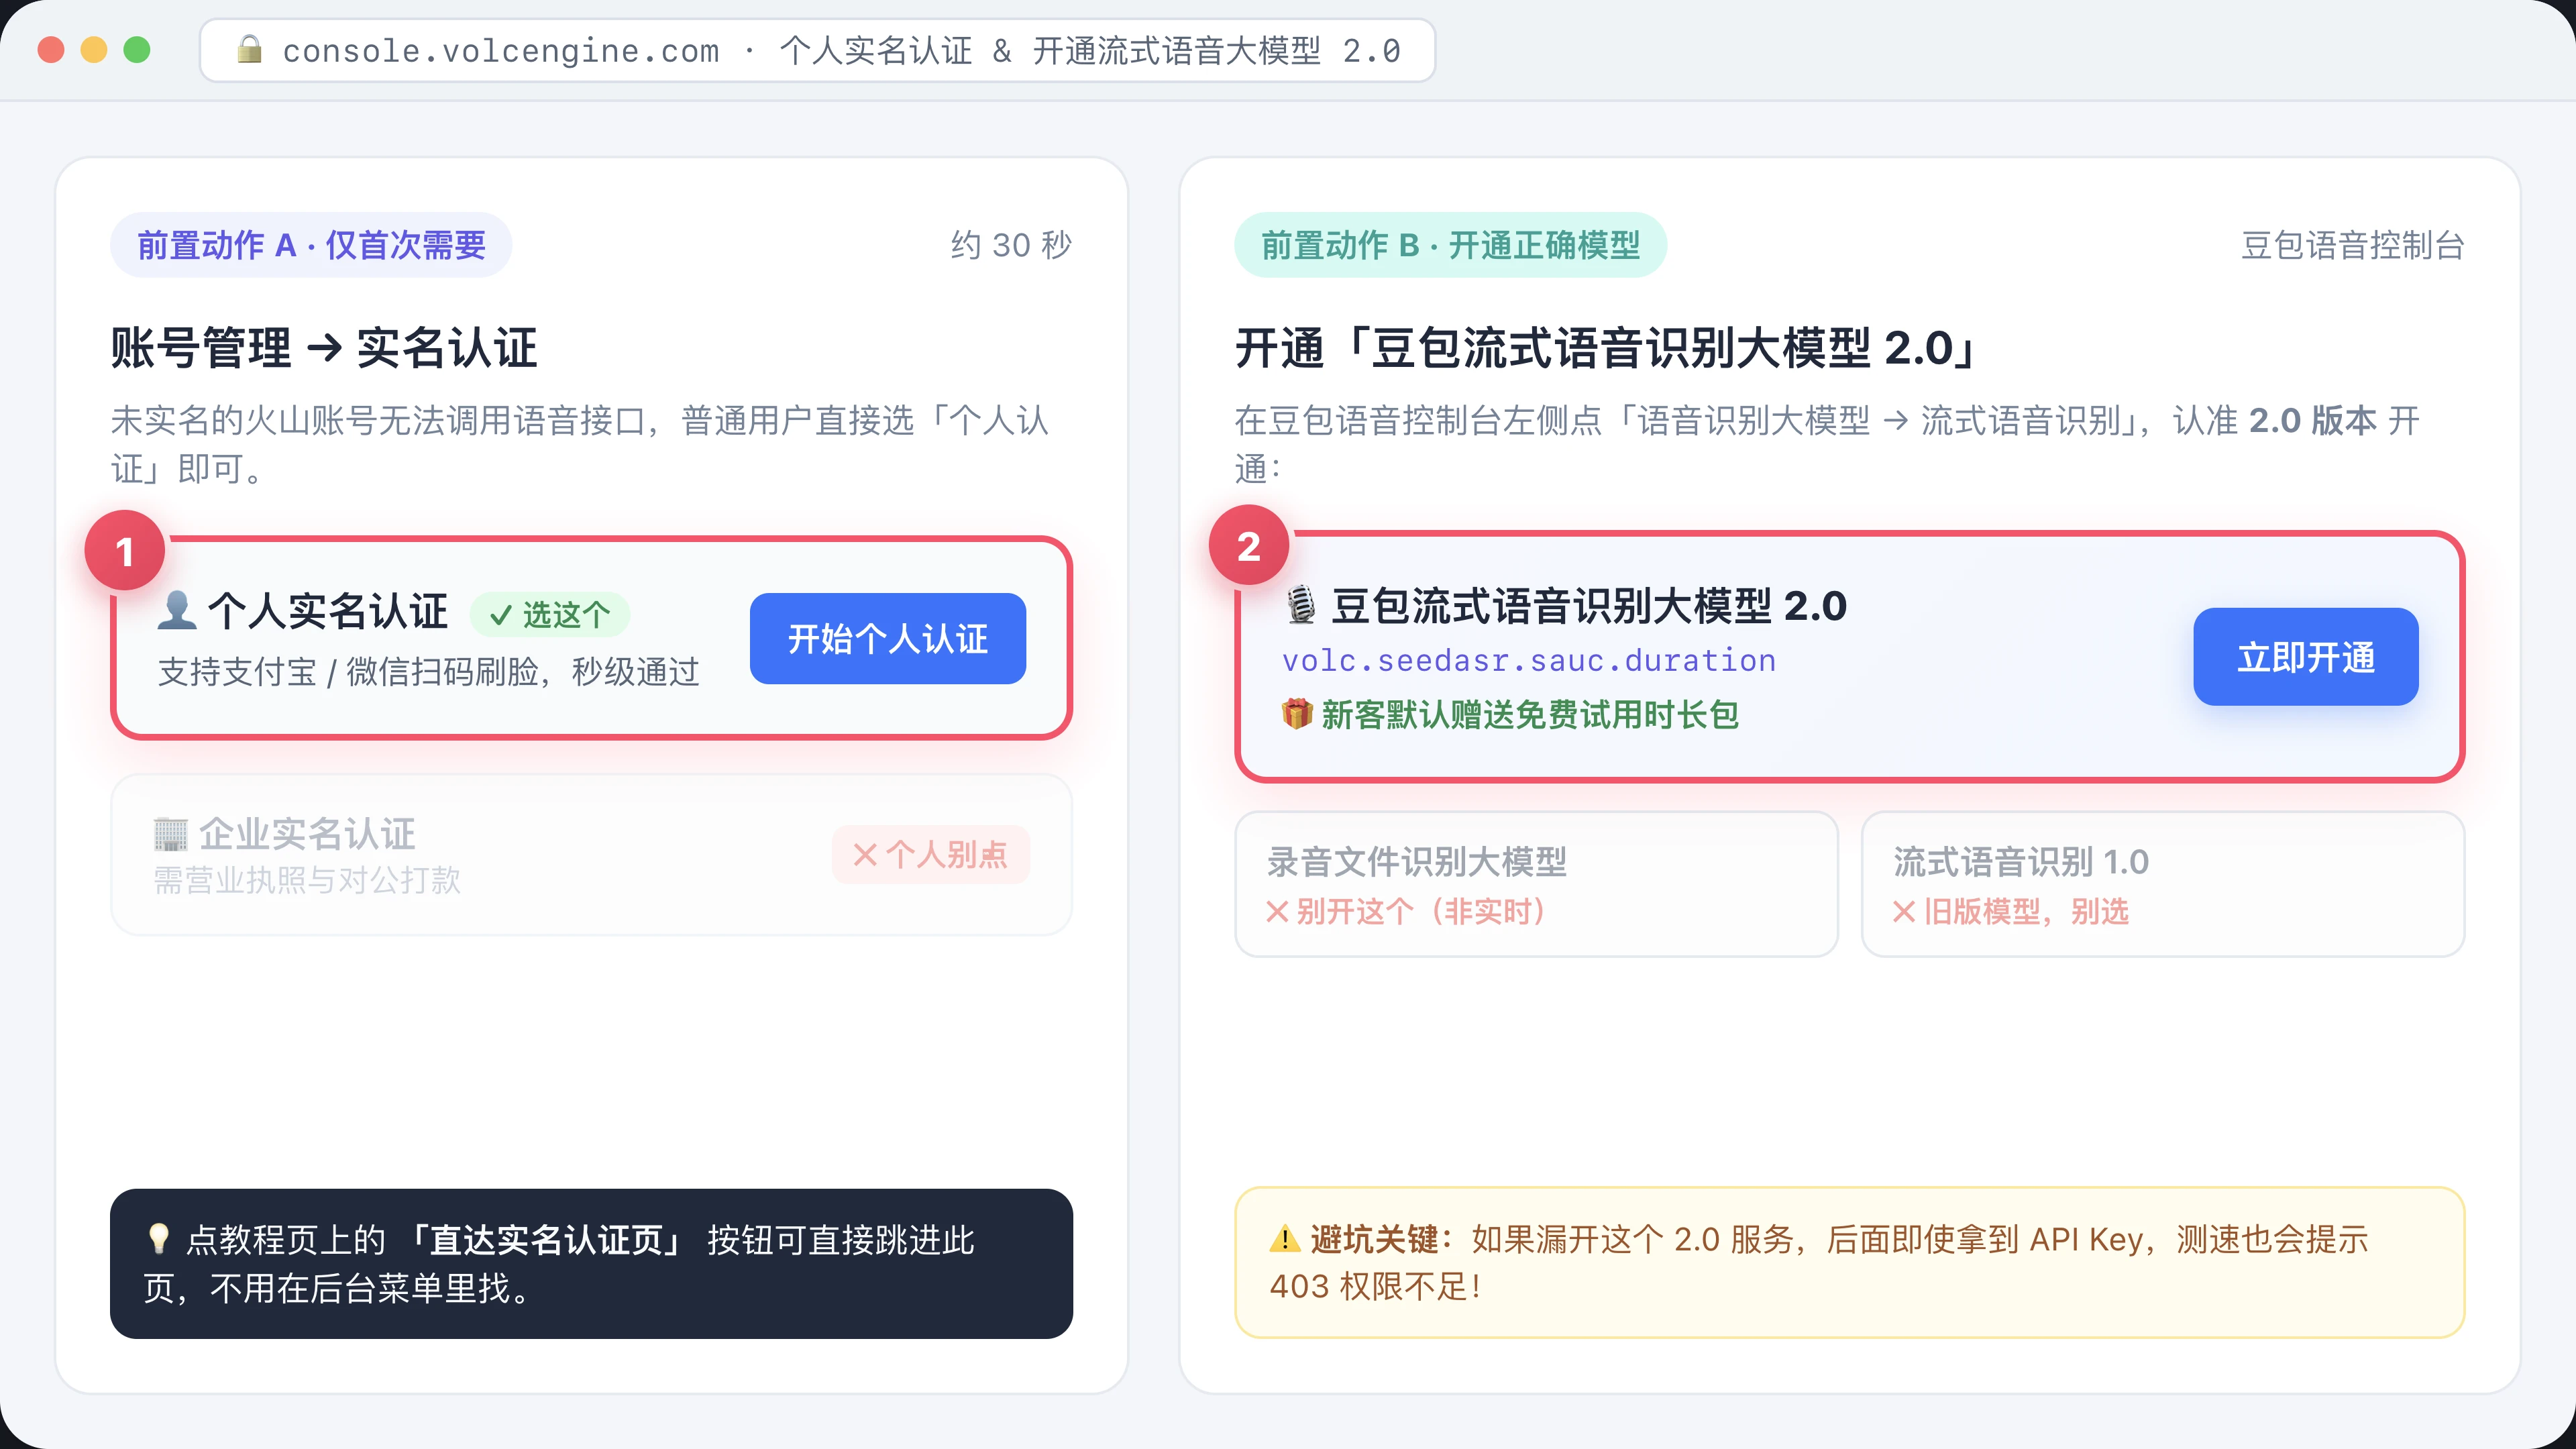 console.volcengine.com · 个人实名认证 & 开通流式语音大模型 2.0
前置动作 A · 仅首次需要
约 30 秒
账号管理 → 实名认证
未实名的火山账号无法调用语音接口，普通用户直接选「个人认
证」即可。
1
个人实名认证
✓ 选这个
支持支付宝 / 微信扫码刷脸，秒级通过
开始个人认证
企业实名认证
需营业执照与对公打款
✕ 个人别点
💡 点教程页上的 「直达实名认证页」 按钮可直接跳进此
页，不用在后台菜单里找。
前置动作 B · 开通正确模型
豆包语音控制台
开通「豆包流式语音识别大模型 2.0」
在豆包语音控制台左侧点「语音识别大模型 → 流式语音识别」，认准 2.0 版本 开
通：
2
豆包流式语音识别大模型 2.0
volc.seedasr.sauc.duration
🎁 新客默认赠送免费试用时长包
立即开通
录音文件识别大模型
✕ 别开这个（非实时）
流式语音识别 1.0
✕ 旧版模型，别选
⚠️ 避坑关键：如果漏开这个 2.0 服务，后面即使拿到 API Key，测速也会提示
403 权限不足！